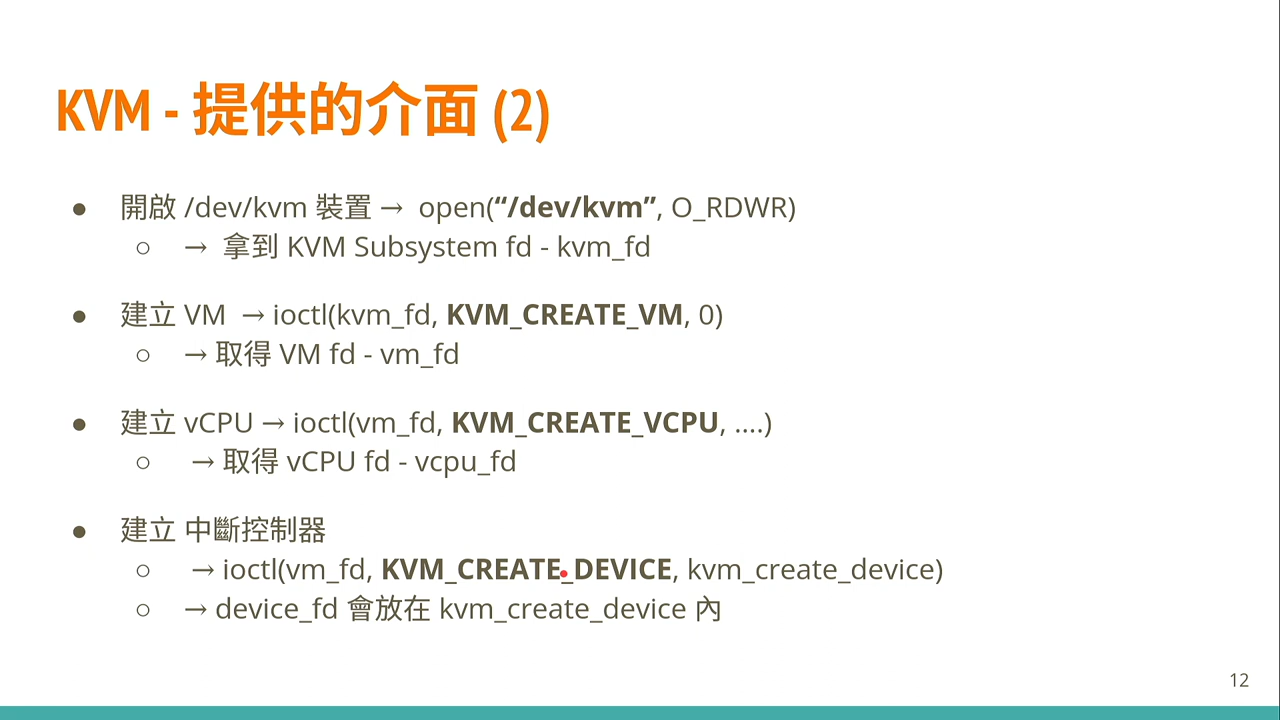 KVM - 提供的介面 (2)
● 開啟 /dev/kvm 裝置 → open(“/dev/kvm”, O_RDWR)
○ → 拿到 KVM Subsystem fd - kvm_fd
● 建立 VM → ioctl(kvm_fd, KVM_CREATE_VM, 0)
○ → 取得 VM fd - vm_fd
● 建立 vCPU → ioctl(vm_fd, KVM_CREATE_VCPU, ....)
○ → 取得 vCPU fd - vcpu_fd
● 建立 中斷控制器
○ → ioctl(vm_fd, KVM_CREATE_DEVICE, kvm_create_device)
○ → device_fd 會放在 kvm_create_device 內
12